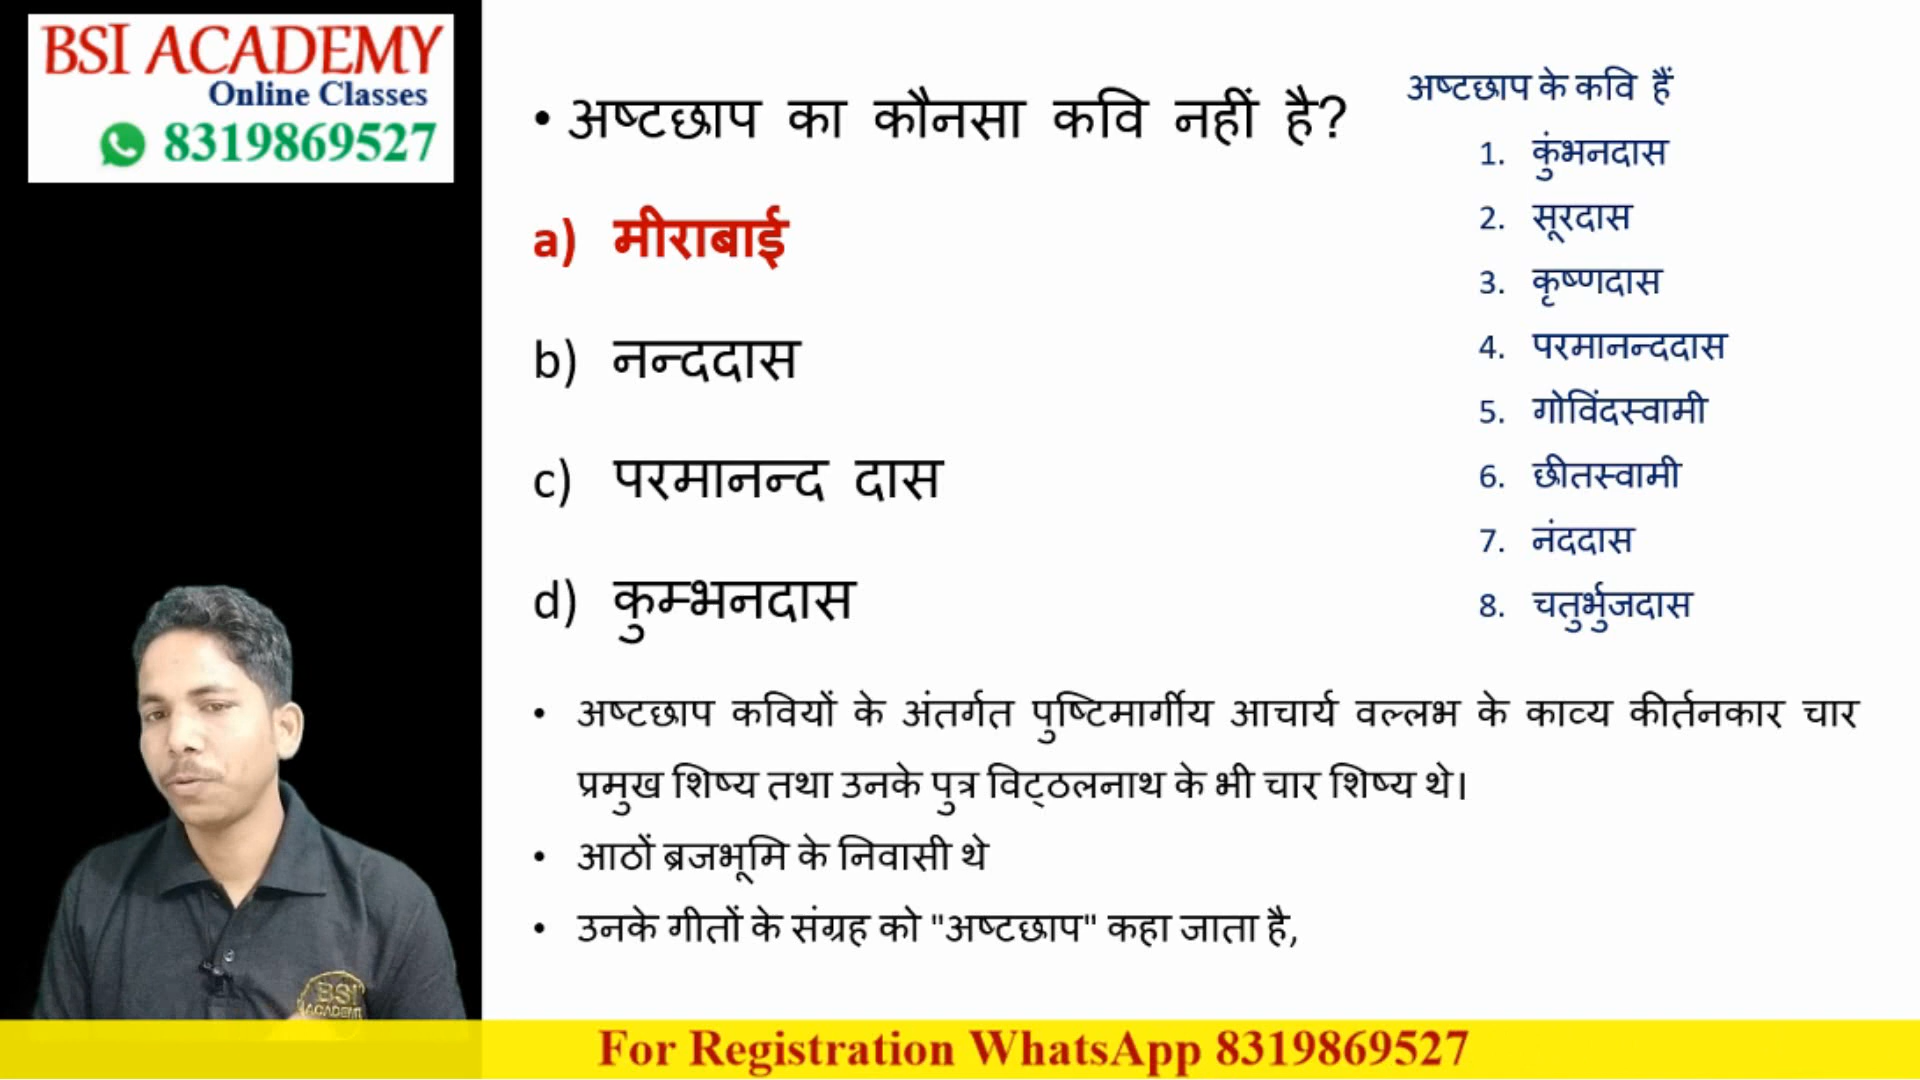 BSI ACADEMY
Online Classes
8319869527
• अष्टछाप का कौनसा कवि नहीं है?
a) मीराबाई
b) नन्ददास
c) परमानन्द दास
d) कुम्भनदास
अष्टछाप के कवि हैं
1. कुंभनदास
2. सूरदास
3. कृष्णदास
4. परमानन्ददास
5. गोविंदस्वामी
6. छीतस्वामी
7. नंददास
8. चतुर्भुजदास
• अष्टछाप कवियों के अंतर्गत पुष्टिमार्गीय आचार्य वल्लभ के काव्य कीर्तनकार चार
प्रमुख शिष्य तथा उनके पुत्र विट्ठलनाथ के भी चार शिष्य थे।
• आठों ब्रजभूमि के निवासी थे
• उनके गीतों के संग्रह को "अष्टछाप" कहा जाता है,
BSI
ACADEMY
For Registration WhatsApp 8319869527